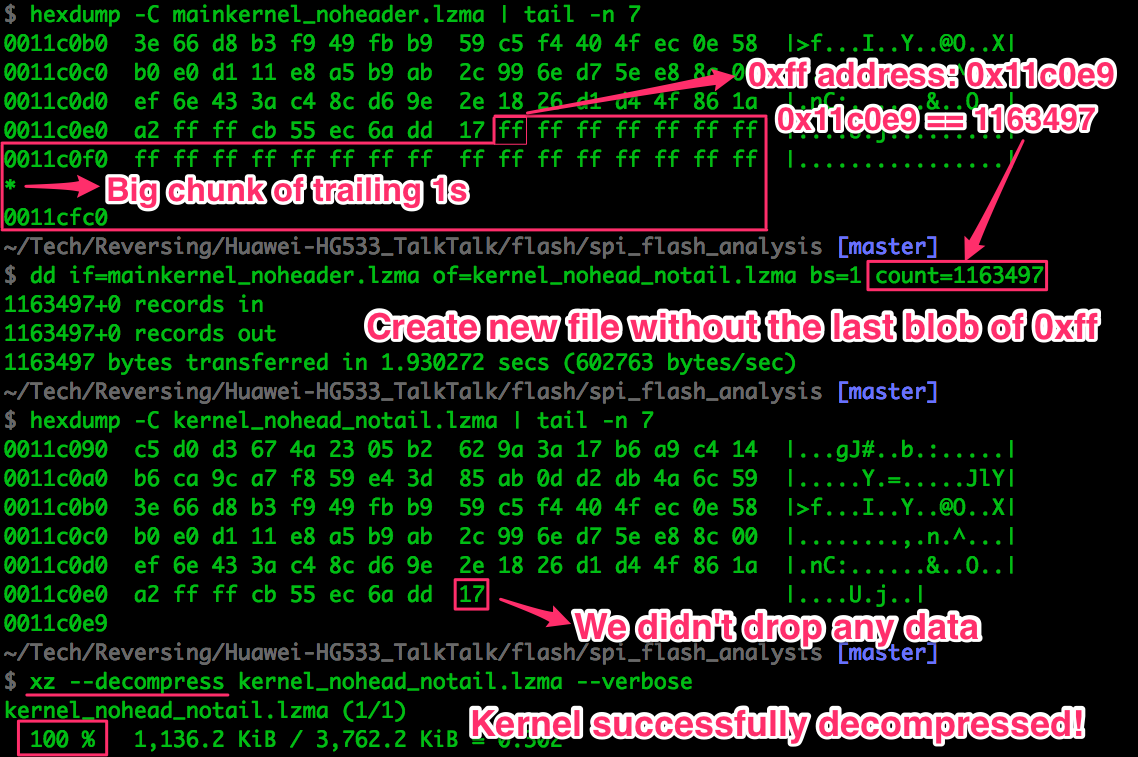 $ hexdump -C mainkernel_noheader.lzma | tail -n 7
0011c0b0 3e 66 d8 b3 f9 49 fb b9 59 c5 f4 40 4f ec 0e 58 |>f...I..Y..@O..X|
0011c0c0 b0 e0 d1 11 e8 a5 b9 ab 2c 99 6e d7 5e e8 8c
0xff address: 0x11c0e9
0011c0d0 ef 6e 43 3a c4 8c d6 9e 2e 18 26 d1 d4 4f 86 1a |.nC:......&..O..|
0x11c0e9 == 1163497
0011c0e0 a2 ff ff cb 55 ec 6a dd 17 ff ff ff ff ff ff ff
0011c0f0 ff ff ff ff ff ff ff ff ff ff ff ff ff ff ff ff |................|
* Big chunk of trailing 1s
0011cfc0
~/Tech/Reversing/Huawei-HG533_TalkTalk/flash/spi_flash_analysis [master]
$ dd if=mainkernel_noheader.lzma of=kernel_nohead_notail.lzma bs=1 count=1163497
1163497+0 records in
1163497+0 records out
Create new file without the last blob of 0xff
1163497 bytes transferred in 1.930272 secs (602763 bytes/sec)
~/Tech/Reversing/Huawei-HG533_TalkTalk/flash/spi_flash_analysis [master]
$ hexdump -C kernel_nohead_notail.lzma | tail -n 7
0011c090 c5 d0 d3 67 4a 23 05 b2 62 9a 3a 17 b6 a9 c4 14 |...gJ#..b.:.....|
0011c0a0 b6 ca 9c a7 f8 59 e4 3d 85 ab 0d d2 db 4a 6c 59 |.....Y.=.....JlY|
0011c0b0 3e 66 d8 b3 f9 49 fb b9 59 c5 f4 40 4f ec 0e 58 |>f...I..Y..@O..X|
0011c0c0 b0 e0 d1 11 e8 a5 b9 ab 2c 99 6e d7 5e e8 8c 00 |........,.n.^...|
0011c0d0 ef 6e 43 3a c4 8c d6 9e 2e 18 26 d1 d4 4f 86 1a |.nC:......&..O..|
0011c0e0 a2 ff ff cb 55 ec 6a dd 17 |....U.j..|
0011c0e9
We didn't drop any data
~/Tech/Reversing/Huawei-HG533_TalkTalk/flash/spi_flash_analysis [master]
$ xz --decompress kernel_nohead_notail.lzma --verbose
kernel_nohead_notail.lzma (1/1)
Kernel successfully decompressed!
100 % 1,136.2 KiB / 3,762.2 KiB = 0.302